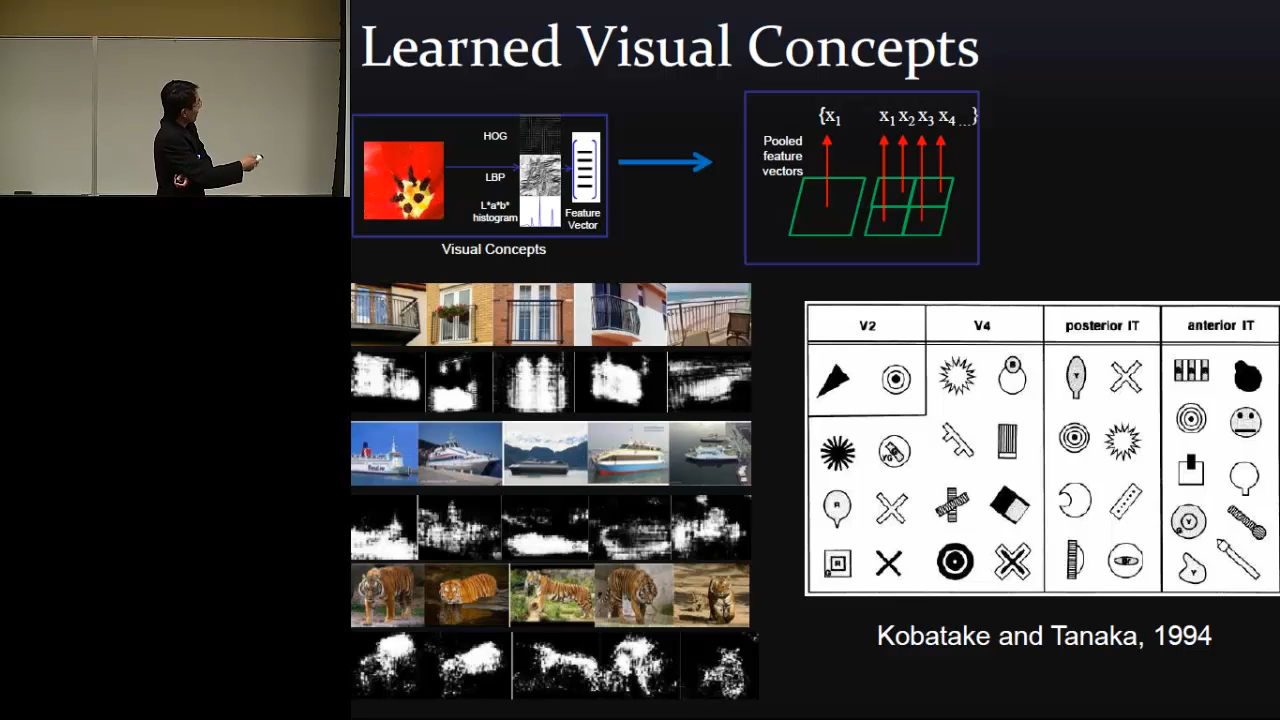 Learned Visual Concepts
HOG
LBP
L*a*b*
histogram
Feature
Vector
Visual Concepts
Pooled
feature
vectors
{x1 x1 x2 x3 x4 ...}
V2 V4 posterior IT anterior IT
Kobatake and Tanaka, 1994